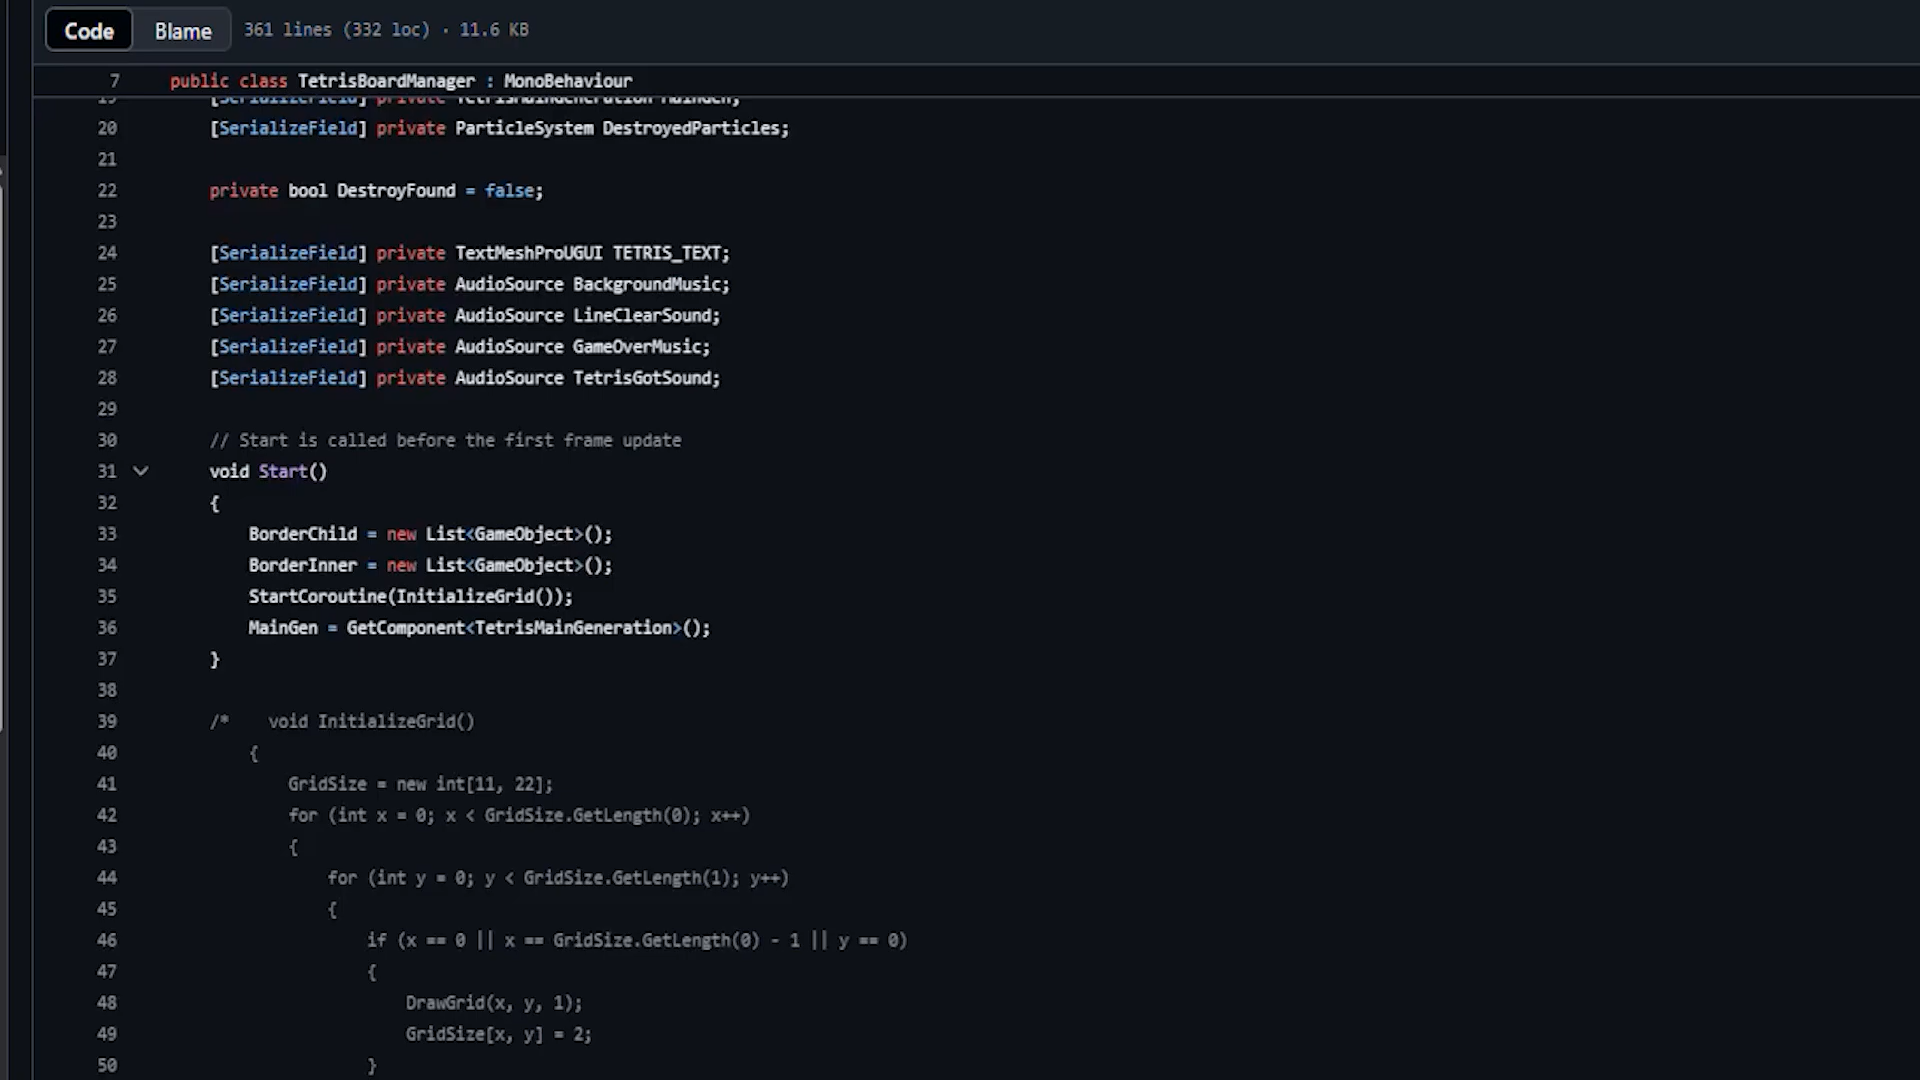 Code Blame 361 lines (332 loc) · 11.6 KB
7 public class TetrisBoardManager : MonoBehaviour
19 [SerializeField] private TetrisMainGeneration MainGen;
20 [SerializeField] private ParticleSystem DestroyedParticles;
21
22 private bool DestroyFound = false;
23
24 [SerializeField] private TextMeshProUGUI TETRIS_TEXT;
25 [SerializeField] private AudioSource BackgroundMusic;
26 [SerializeField] private AudioSource LineClearSound;
27 [SerializeField] private AudioSource GameOverMusic;
28 [SerializeField] private AudioSource TetrisGotSound;
29
30 // Start is called before the first frame update
31 void Start()
32 {
33 BorderChild = new List<GameObject>();
34 BorderInner = new List<GameObject>();
35 StartCoroutine(InitializeGrid());
36 MainGen = GetComponent<TetrisMainGeneration>();
37 }
38
39 /* void InitializeGrid()
40 {
41 GridSize = new int[11, 22];
42 for (int x = 0; x < GridSize.GetLength(0); x++)
43 {
44 for (int y = 0; y < GridSize.GetLength(1); y++)
45 {
46 if (x == 0 || x == GridSize.GetLength(0) - 1 || y == 0)
47 {
48 DrawGrid(x, y, 1);
49 GridSize[x, y] = 2;
50 }